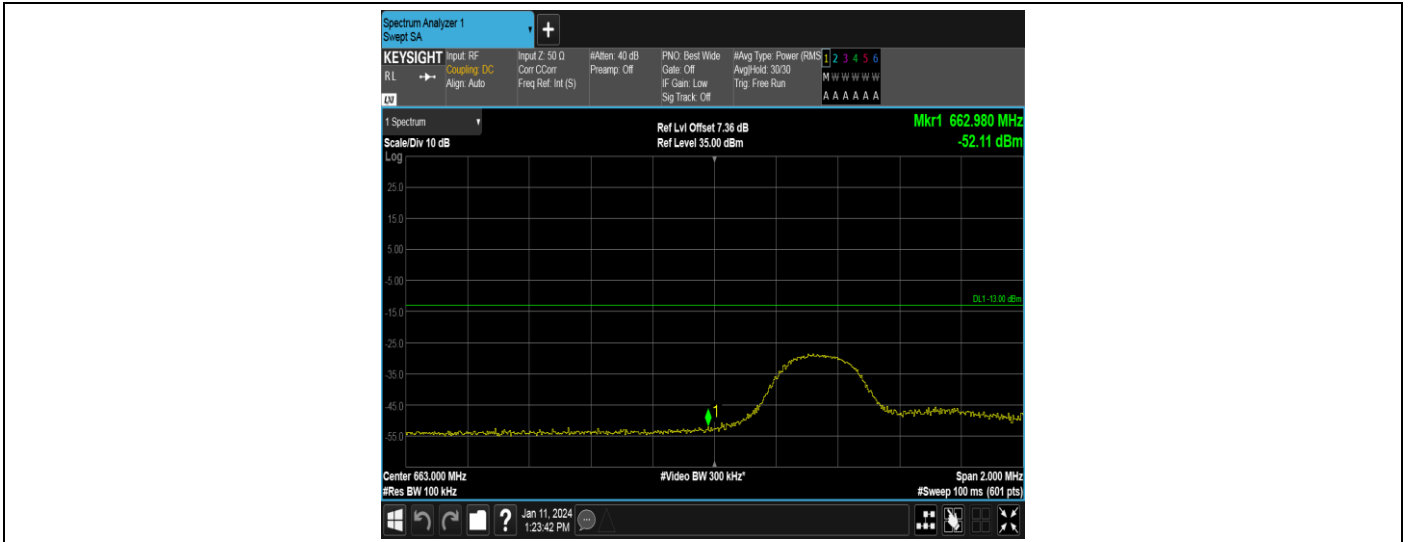 Spectrum Analyzer 1
Swept SA
+
KEYSIGHT
RL
LXI
Input: RF
Coupling: DC
Align: Auto
Input Z: 50 Ω
Corr CCorr
Freq Ref: Int (S)
#Atten: 40 dB
Preamp: Off
PNO: Best Wide
Gate: Off
IF Gain: Low
Sig Track: Off
#Avg Type: Power (RMS
Avg|Hold: 30/30
Trig: Free Run
1 2 3 4 5 6
M W W W W W
A A A A A A
1 Spectrum
Scale/Div 10 dB
Ref Lvl Offset 7.36 dB
Ref Level 35.00 dBm
Mkr1 662.980 MHz
-52.11 dBm
Log
25.0
15.0
5.00
-5.00
DL1 -13.00 dBm
-15.0
-25.0
-35.0
-45.0
1
-55.0
Center 663.000 MHz
#Res BW 100 kHz
#Video BW 300 kHz*
Span 2.000 MHz
#Sweep 100 ms (601 pts)
?
Jan 11, 2024
1:23:42 PM